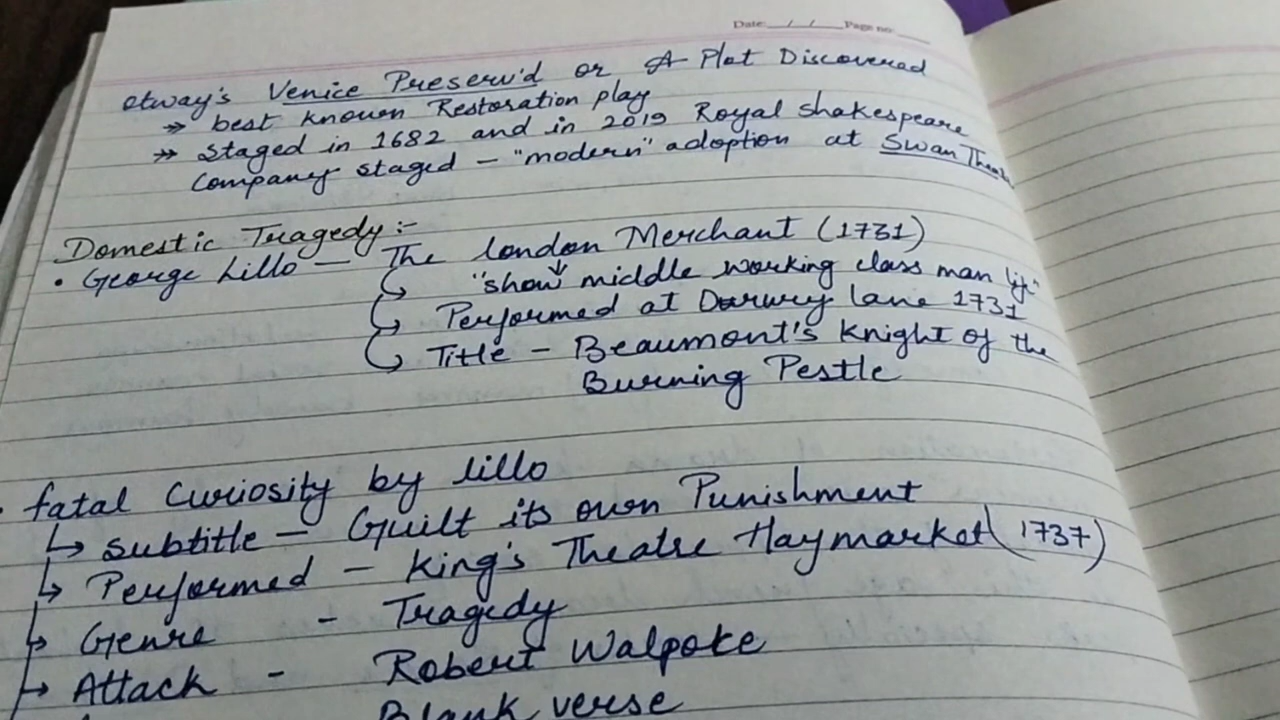 Date: / / Page no:
Otway's Venice Preserv'd or A Plot Discovered
→ best known Restoration play
→ Staged in 1682 and in 2019 Royal Shakespeare
Company staged – "modern" adoption at Swan Theatre
Domestic Tragedy :-
• George Lillo – The London Merchant (1731)
"show middle working class man life"
Performed at Darury Lane 1731
Title – Beaumont's Knight of the
Burning Pestle
• Fatal Curiosity by Lillo
↳ Subtitle – Guilt its own Punishment
↳ Performed – King's Theatre Haymarket (1737)
↳ Genre – Tragedy
↳ Attack – Robert Walpoke
Blank verse